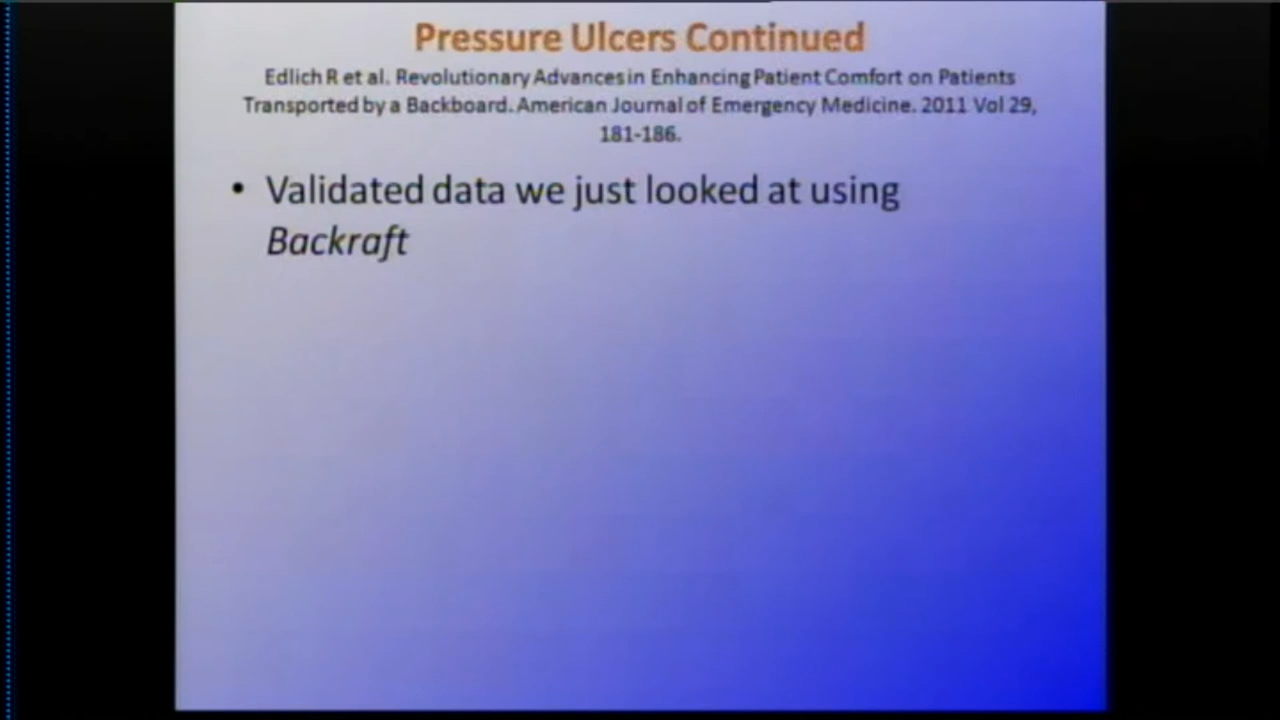 Pressure Ulcers Continued
Edlich R et al. Revolutionary Advances in Enhancing Patient Comfort on Patients
Transported by a Backboard. American Journal of Emergency Medicine. 2011 Vol 29,
181-186.
• Validated data we just looked at using
Backraft